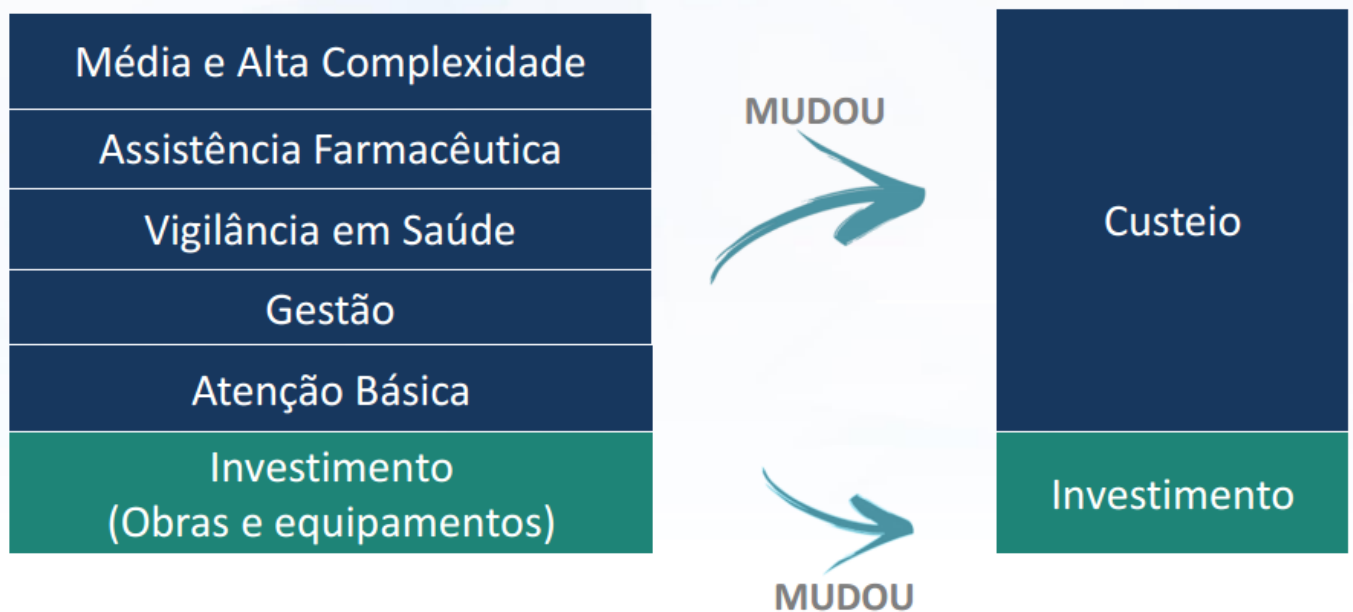 Média e Alta Complexidade
Assistência Farmacêutica
Vigilância em Saúde
Gestão
Atenção Básica
Investimento
(Obras e equipamentos)
MUDOU
MUDOU
Custeio
Investimento